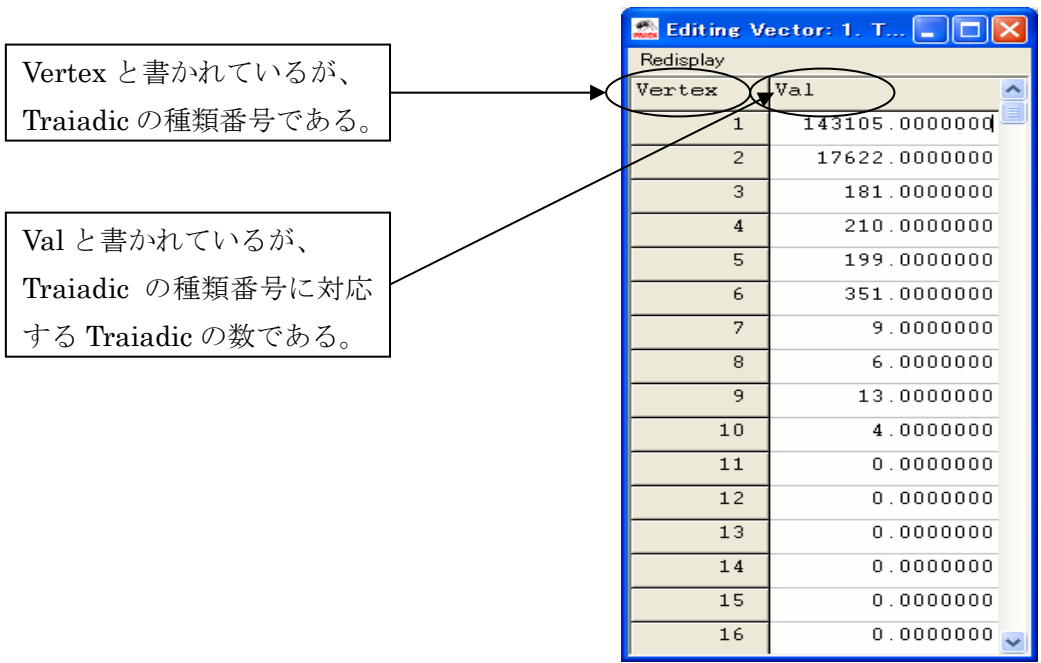 Vertex と書かれているが、
Traiadic の種類番号である。
Val と書かれているが、
Traiadic の種類番号に対応
する Traiadic の数である。
Editing Vector: 1. T...
Redisplay
Vertex Val
1 143105.0000000
2 17622.0000000
3 181.0000000
4 210.0000000
5 199.0000000
6 351.0000000
7 9.0000000
8 6.0000000
9 13.0000000
10 4.0000000
11 0.0000000
12 0.0000000
13 0.0000000
14 0.0000000
15 0.0000000
16 0.0000000